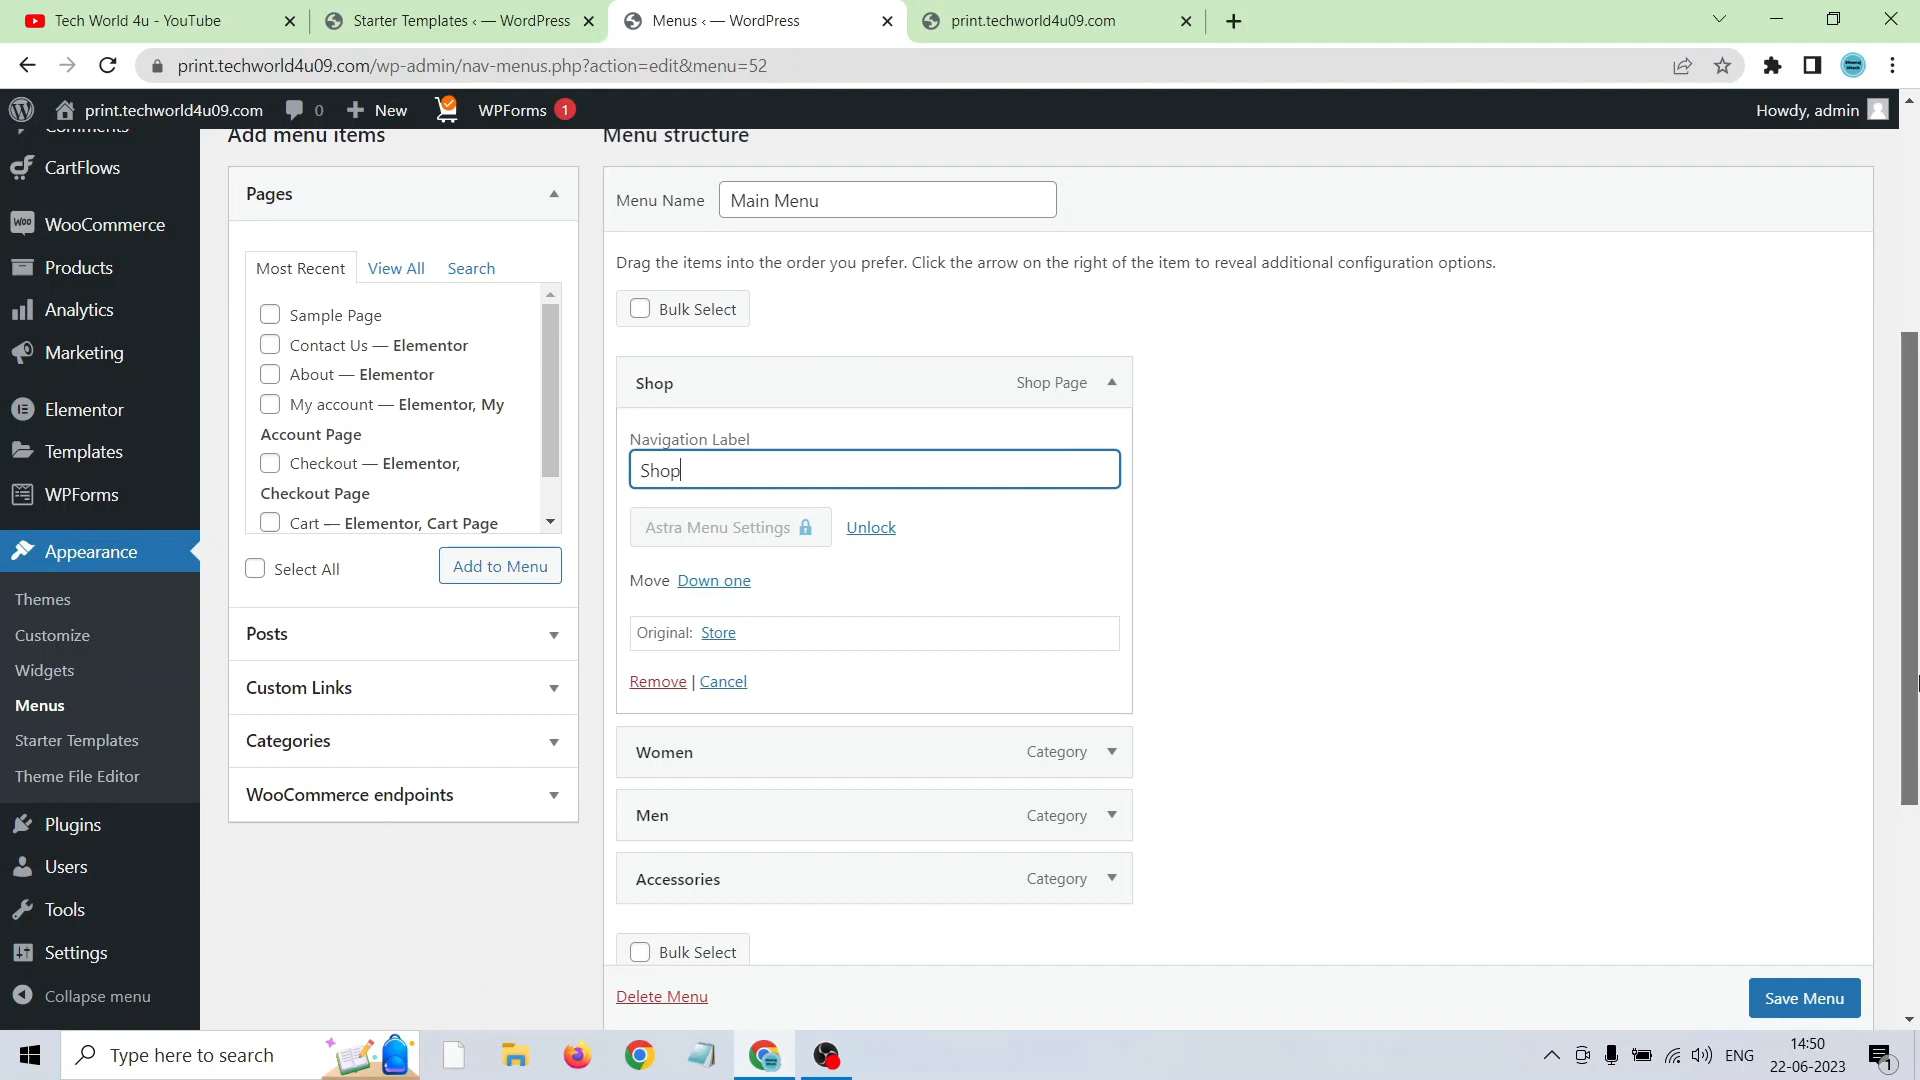 Tech World 4u - YouTube
Starter Templates ‹ — WordPress
Menus ‹ — WordPress
print.techworld4u09.com
print.techworld4u09.com/wp-admin/nav-menus.php?action=edit&menu=52
print.techworld4u09.com
0
New
WPForms 1
Howdy, admin
Comments
CartFlows
WooCommerce
Products
Analytics
Marketing
Elementor
Templates
WPForms
Appearance
Themes
Customize
Widgets
Menus
Starter Templates
Theme File Editor
Plugins
Users
Tools
Settings
Collapse menu
Add menu items
Pages
Most Recent
View All
Search
Sample Page
Contact Us — Elementor
About — Elementor
My account — Elementor, My
Account Page
Checkout — Elementor,
Checkout Page
Cart — Elementor, Cart Page
Select All
Add to Menu
Posts
Custom Links
Categories
WooCommerce endpoints
Menu structure
Menu Name
Main Menu
Drag the items into the order you prefer. Click the arrow on the right of the item to reveal additional configuration options.
Bulk Select
Shop
Shop Page
Navigation Label
Shop
Astra Menu Settings
Unlock
Move Down one
Original: Store
Remove | Cancel
Women
Category
Men
Category
Accessories
Category
Bulk Select
Delete Menu
Save Menu
Type here to search
ENG
14:50
22-06-2023
1